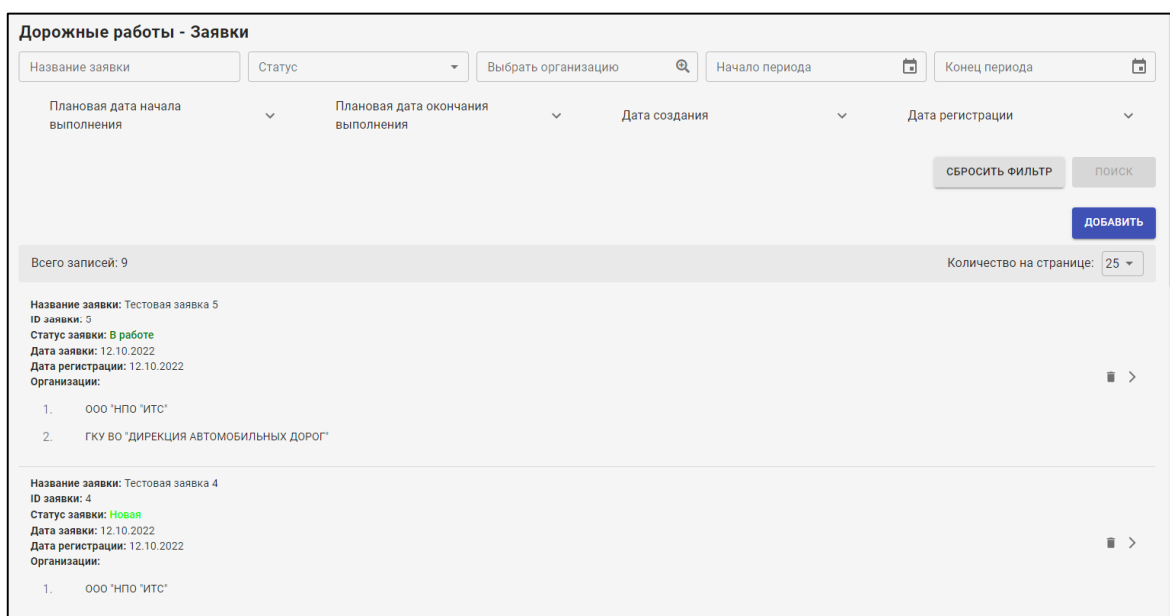 Дорожные работы - Заявки
Название заявки
Статус
Выбрать организацию
Начало периода
Конец периода
Плановая дата начала
выполнения
Плановая дата окончания
выполнения
Дата создания
Дата регистрации
СБРОСИТЬ ФИЛЬТР
ПОИСК
ДОБАВИТЬ
Всего записей: 9
Количество на странице: 25
Название заявки: Тестовая заявка 5
ID заявки: 5
Статус заявки: В работе
Дата заявки: 12.10.2022
Дата регистрации: 12.10.2022
Организации:
1. ООО "НПО "ИТС"
2. ГКУ ВО "ДИРЕКЦИЯ АВТОМОБИЛЬНЫХ ДОРОГ"
Название заявки: Тестовая заявка 4
ID заявки: 4
Статус заявки: Новая
Дата заявки: 12.10.2022
Дата регистрации: 12.10.2022
Организации:
1. ООО "НПО "ИТС"